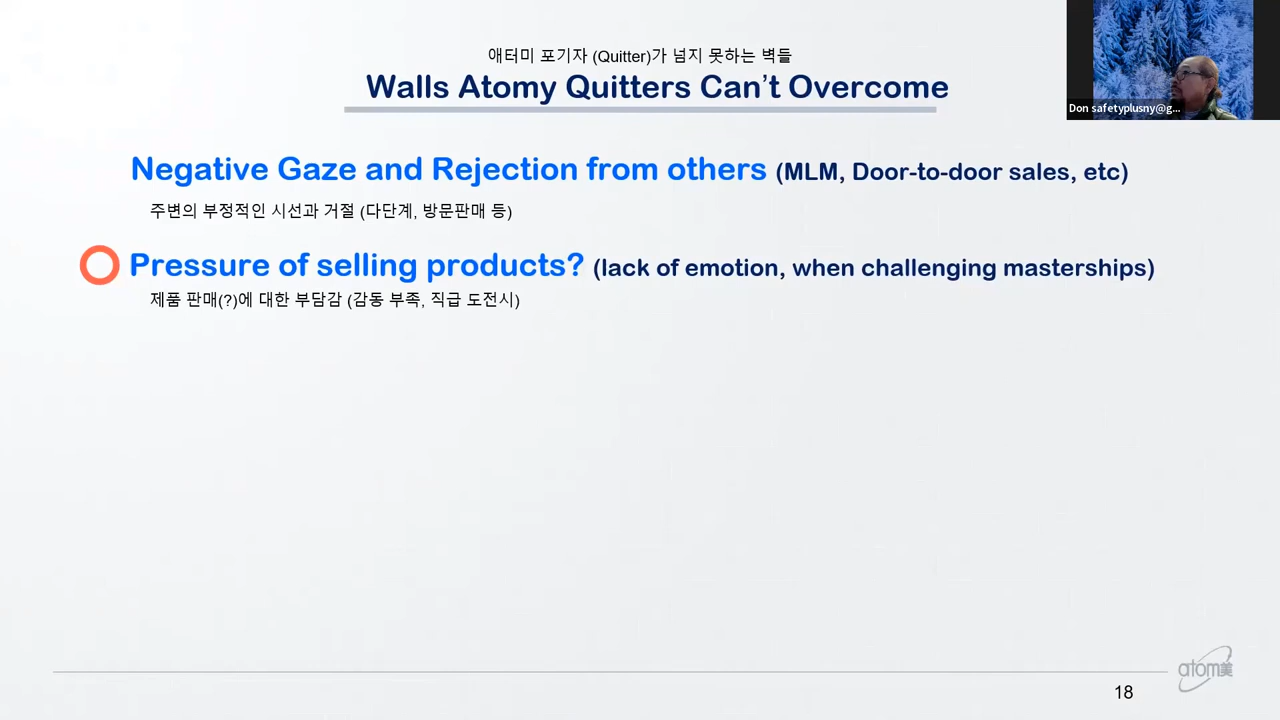 애터미 포기자 (Quitter)가 넘지 못하는 벽들
Walls Atomy Quitters Can't Overcome
Don safetyplusny@g...
Negative Gaze and Rejection from others (MLM, Door-to-door sales, etc)
주변의 부정적인 시선과 거절 (다단계, 방문판매 등)
Pressure of selling products? (lack of emotion, when challenging masterships)
제품 판매(?)에 대한 부담감 (감동 부족, 직급 도전시)
atom美
18